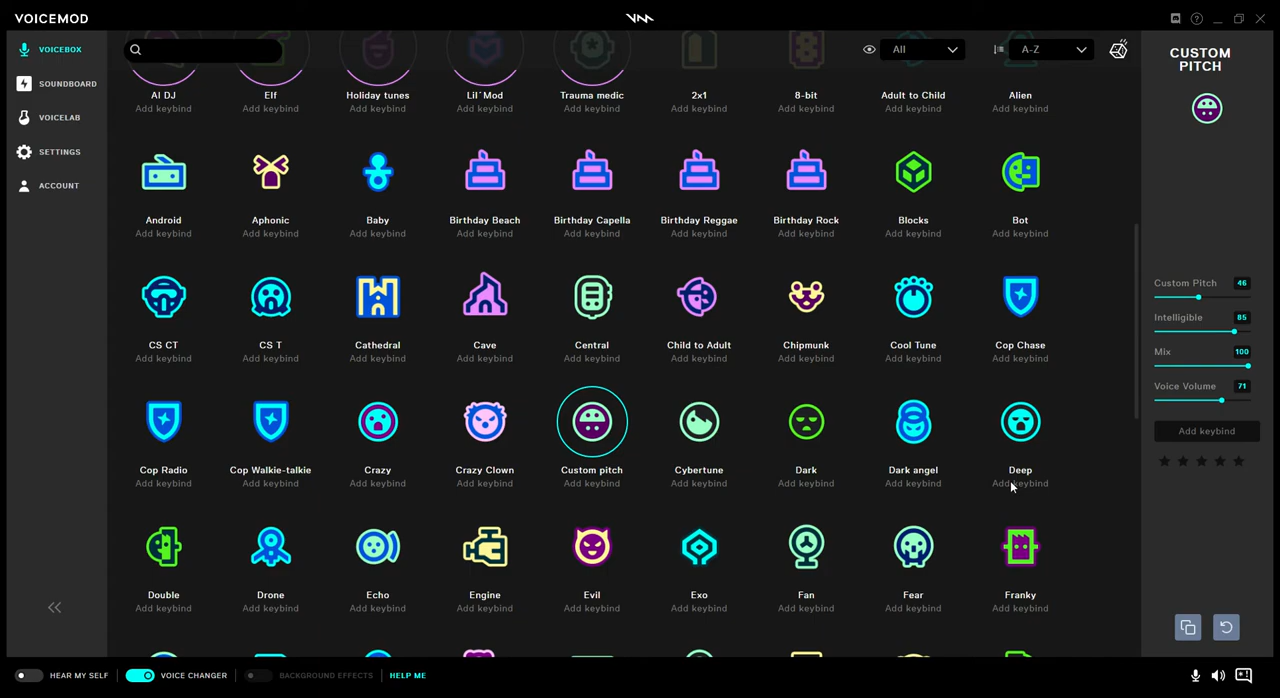 VOICEMOD
VOICEBOX
SOUNDBOARD
VOICELAB
SETTINGS
ACCOUNT
All
A-Z
AI DJ Elf Holiday tunes Lil´Mod Trauma medic 2x1 8-bit Adult to Child Alien
Add keybind Add keybind Add keybind Add keybind Add keybind Add keybind Add keybind Add keybind Add keybind
Android Aphonic Baby Birthday Beach Birthday Capella Birthday Reggae Birthday Rock Blocks Bot
Add keybind Add keybind Add keybind Add keybind Add keybind Add keybind Add keybind Add keybind Add keybind
CS CT CS T Cathedral Cave Central Child to Adult Chipmunk Cool Tune Cop Chase
Add keybind Add keybind Add keybind Add keybind Add keybind Add keybind Add keybind Add keybind Add keybind
Cop Radio Cop Walkie-talkie Crazy Crazy Clown Custom pitch Cybertune Dark Dark angel Deep
Add keybind Add keybind Add keybind Add keybind Add keybind Add keybind Add keybind Add keybind Add keybind
Double Drone Echo Engine Evil Exo Fan Fear Franky
Add keybind Add keybind Add keybind Add keybind Add keybind Add keybind Add keybind Add keybind Add keybind
CUSTOM
PITCH
Custom Pitch 46
Intelligible 85
Mix 100
Voice Volume 71
Add keybind
HEAR MY SELF VOICE CHANGER BACKGROUND EFFECTS HELP ME